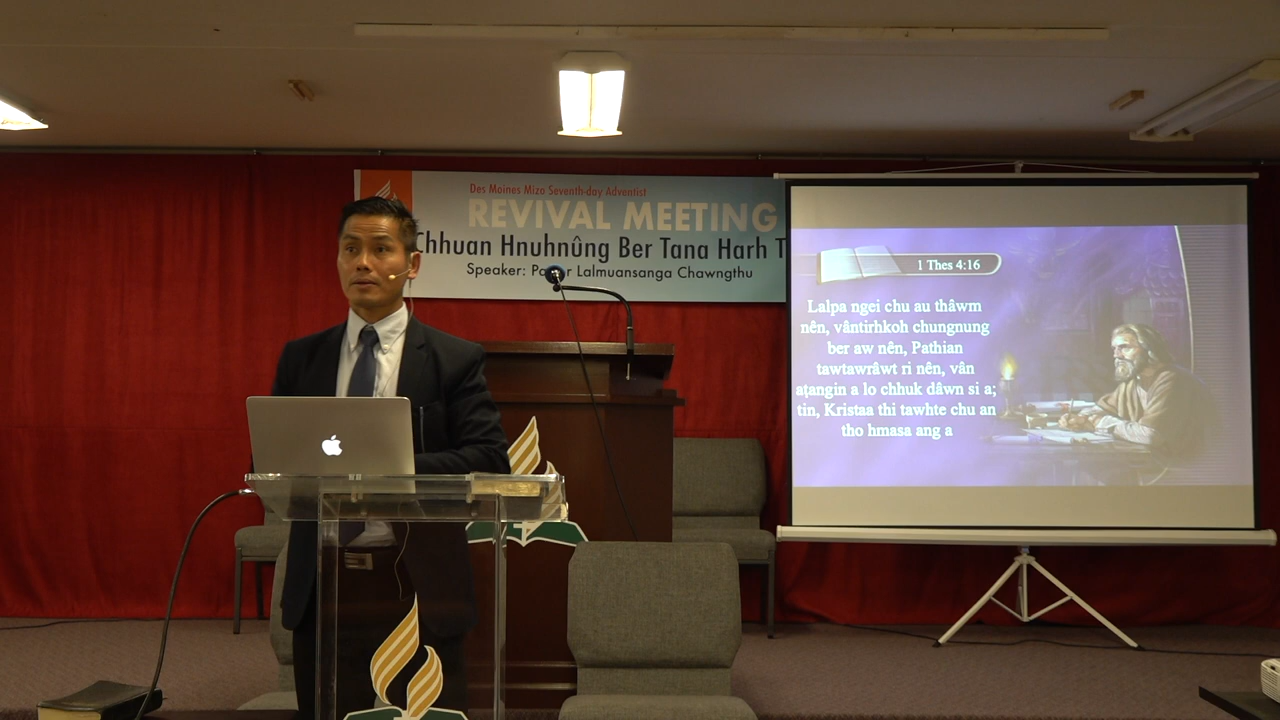 Des Moines Mizo Seventh-day Adventist
REVIVAL MEETING
Chhuan Hnuhnûng Ber Tana Harh T
Speaker: Pa Lalmuansanga Chawngthu
1 Thes 4:16
Lalpa ngei chu au thâwm
nên, vântirhkoh chungnung
ber aw nên, Pathian
tawtawrâwt ri nên, vân
aṭangin a lo chhuk dâwn si a;
tin, Kristaa thi tawhte chu an
tho hmasa ang a